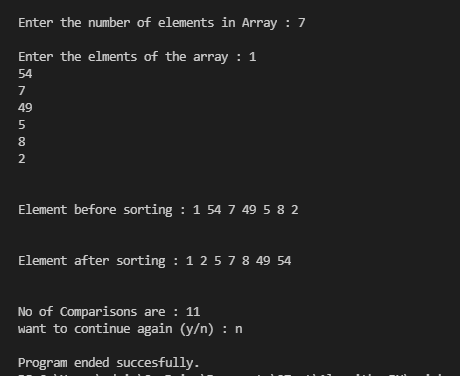 Enter the number of elements in Array : 7
Enter the elments of the array : 1
54
7
49
5
8
2
Element before sorting : 1 54 7 49 5 8 2
Element after sorting : 1 2 5 7 8 49 54
No of Comparisons are : 11
want to continue again (y/n) : n
Program ended succesfully.